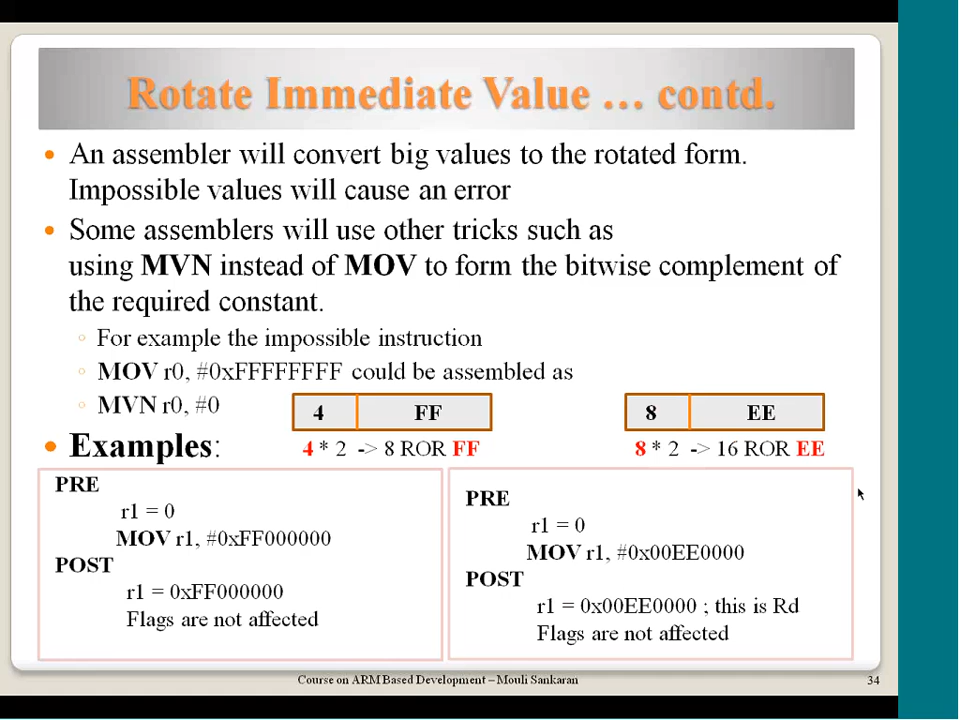 Rotate Immediate Value … contd.
• An assembler will convert big values to the rotated form.
Impossible values will cause an error
• Some assemblers will use other tricks such as
using MVN instead of MOV to form the bitwise complement of
the required constant.
◦ For example the impossible instruction
◦ MOV r0, #0xFFFFFFFF could be assembled as
◦ MVN r0, #0
4 FF
8 EE
• Examples:
4 * 2 -> 8 ROR FF
8 * 2 -> 16 ROR EE
PRE
r1 = 0
MOV r1, #0xFF000000
POST
r1 = 0xFF000000
Flags are not affected
PRE
r1 = 0
MOV r1, #0x00EE0000
POST
r1 = 0x00EE0000 ; this is Rd
Flags are not affected
Course on ARM Based Development – Mouli Sankaran
34